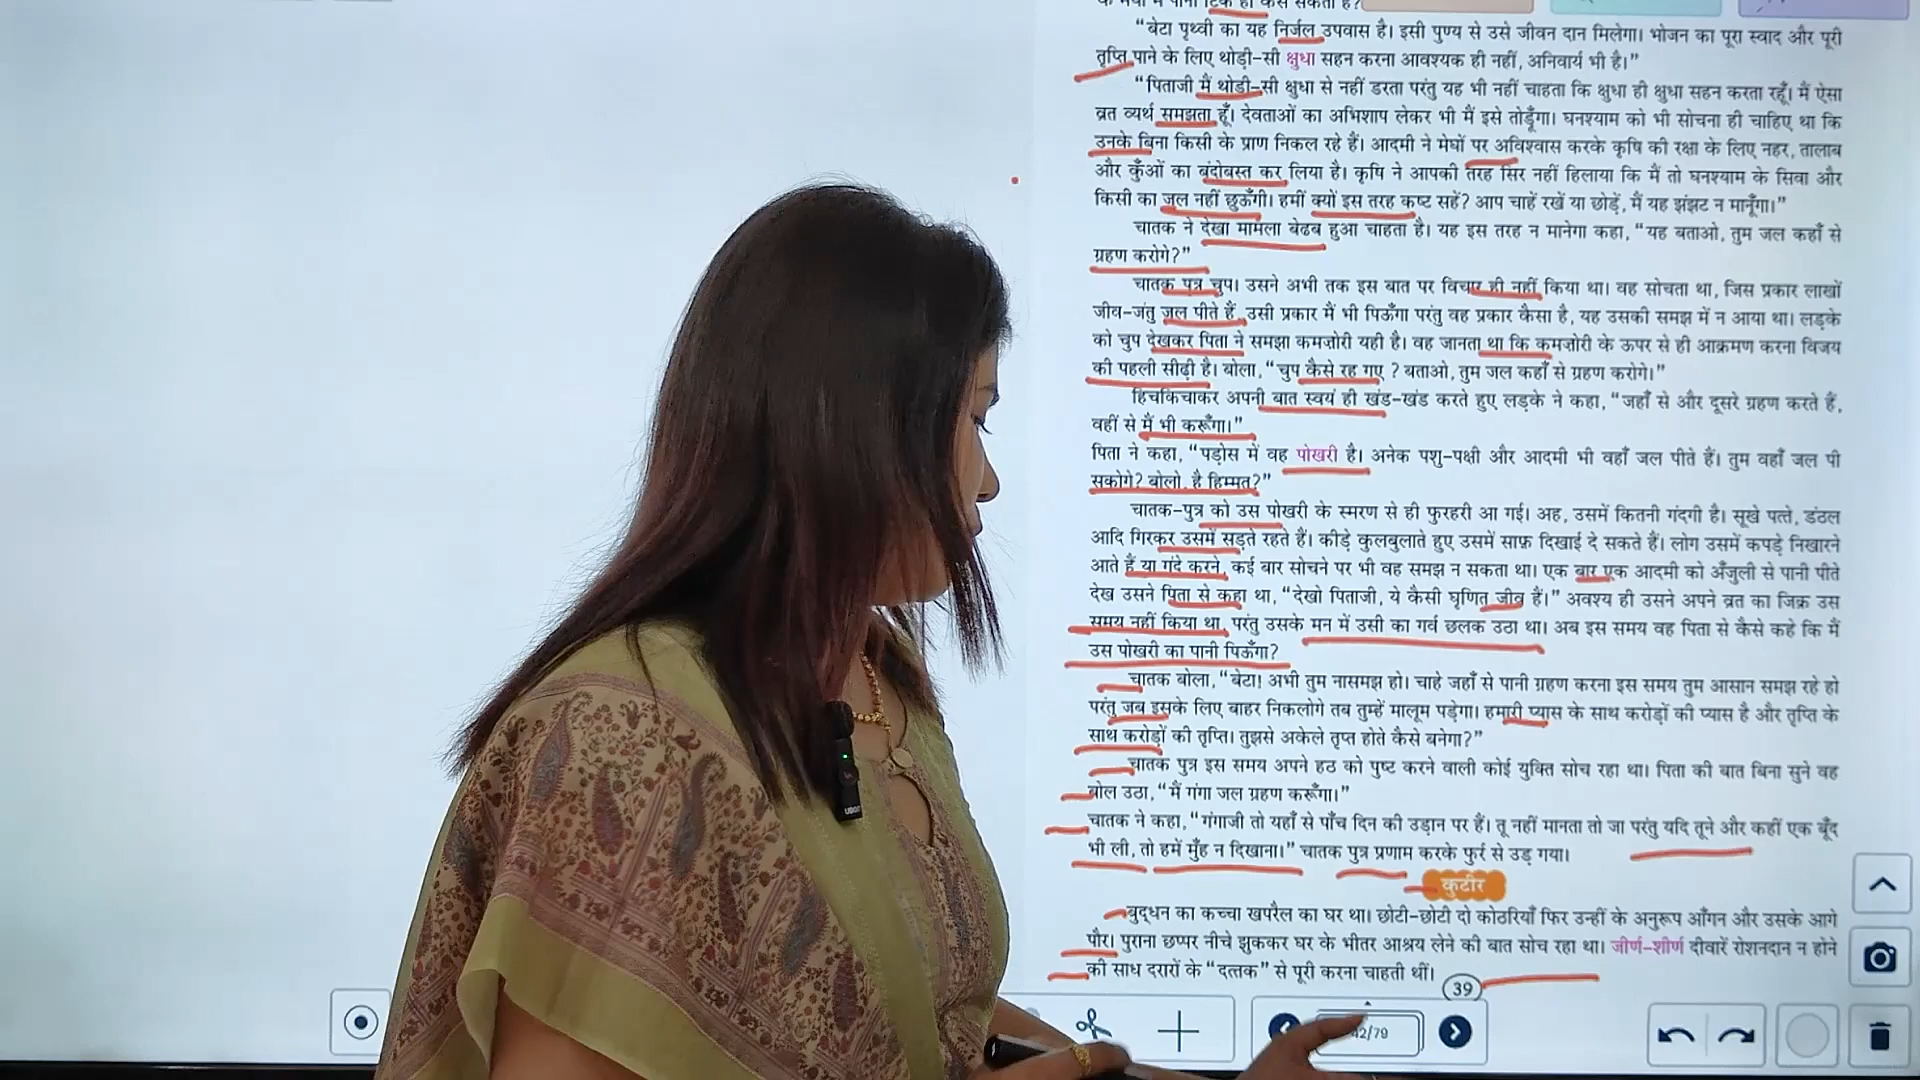 के मेघों में पानी टिक ही कैसे सकता है?
“बेटा पृथ्वी का यह निर्जल उपवास है। इसी पुण्य से उसे जीवन दान मिलेगा। भोजन का पूरा स्वाद और पूरी
तृप्ति पाने के लिए थोड़ी-सी क्षुधा सहन करना आवश्यक ही नहीं, अनिवार्य भी है।”
“पिताजी मैं थोड़ी-सी क्षुधा से नहीं डरता परंतु यह भी नहीं चाहता कि क्षुधा ही क्षुधा सहन करता रहूँ। मैं ऐसा
व्रत व्यर्थ समझता हूँ। देवताओं का अभिशाप लेकर भी मैं इसे तोडूँगा। घनश्याम को भी सोचना ही चाहिए था कि
उनके बिना किसी के प्राण निकल रहे हैं। आदमी ने मेघों पर अविश्वास करके कृषि की रक्षा के लिए नहर, तालाब
और कुँओं का बंदोबस्त कर लिया है। कृषि ने आपकी तरह सिर नहीं हिलाया कि मैं तो घनश्याम के सिवा और
किसी का जल नहीं छुऊँगी। हमीं क्यों इस तरह कष्ट सहें? आप चाहें रखें या छोड़ें, मैं यह झंझट न मानूँगा।”
चातक ने देखा मामला बेढब हुआ चाहता है। यह इस तरह न मानेगा कहा, “यह बताओ, तुम जल कहाँ से
ग्रहण करोगे?”
चातक पुत्र चुप। उसने अभी तक इस बात पर विचार ही नहीं किया था। वह सोचता था, जिस प्रकार लाखों
जीव-जंतु जल पीते हैं, उसी प्रकार मैं भी पिऊँगा परंतु वह प्रकार कैसा है, यह उसकी समझ में न आया था। लड़के
को चुप देखकर पिता ने समझा कमज़ोरी यही है। वह जानता था कि कमज़ोरी के ऊपर से ही आक्रमण करना विजय
की पहली सीढ़ी है। बोला, “चुप कैसे रह गए ? बताओ, तुम जल कहाँ से ग्रहण करोगे।”
हिचकिचाकर अपनी बात स्वयं ही खंड-खंड करते हुए लड़के ने कहा, “जहाँ से और दूसरे ग्रहण करते हैं,
वहीं से मैं भी करूँगा।”
पिता ने कहा, “पड़ोस में वह पोखरी है। अनेक पशु-पक्षी और आदमी भी वहाँ जल पीते हैं। तुम वहाँ जल पी
सकोगे? बोलो, है हिम्मत?”
चातक-पुत्र को उस पोखरी के स्मरण से ही फुरहरी आ गई। अह, उसमें कितनी गंदगी है। सूखे पत्ते, डंठल
आदि गिरकर उसमें सड़ते रहते हैं। कीड़े कुलबुलाते हुए उसमें साफ़ दिखाई दे सकते हैं। लोग उसमें कपड़े निखारने
आते हैं या गंदे करने, कई बार सोचने पर भी वह समझ न सकता था। एक बार एक आदमी को अँजुली से पानी पीते
देख उसने पिता से कहा था, “देखो पिताजी, ये कैसी घृणित जीव हैं।” अवश्य ही उसने अपने व्रत का जिक्र उस
समय नहीं किया था, परंतु उसके मन में उसी का गर्व छलक उठा था। अब इस समय वह पिता से कैसे कहे कि मैं
उस पोखरी का पानी पिऊँगा?
चातक बोला, “बेटा! अभी तुम नासमझ हो। चाहे जहाँ से पानी ग्रहण करना इस समय तुम आसान समझ रहे हो
परंतु जब इसके लिए बाहर निकलोगे तब तुम्हें मालूम पड़ेगा। हमारी प्यास के साथ करोड़ों की प्यास है और तृप्ति के
साथ करोड़ों की तृप्ति। तुझसे अकेले तृप्त होते कैसे बनेगा?”
चातक पुत्र इस समय अपने हठ को पुष्ट करने वाली कोई युक्ति सोच रहा था। पिता की बात बिना सुने वह
बोल उठा, “मैं गंगा जल ग्रहण करूँगा।”
चातक ने कहा, “गंगाजी तो यहाँ से पाँच दिन की उड़ान पर हैं। तू नहीं मानता तो जा परंतु यदि तूने और कहीं एक बूँद
भी ली, तो हमें मुँह न दिखाना।” चातक पुत्र प्रणाम करके फुर्र से उड़ गया।
कुटीर
बुद्धन का कच्चा खपरैल का घर था। छोटी-छोटी दो कोठरियाँ फिर उन्हीं के अनुरूप आँगन और उसके आगे
पौर। पुराना छप्पर नीचे झुककर घर के भीतर आश्रय लेने की बात सोच रहा था। जीर्ण-शीर्ण दीवारें रोशनदान न होने
की साध दरारों के “दत्तक” से पूरी करना चाहती थीं।
39
42/79